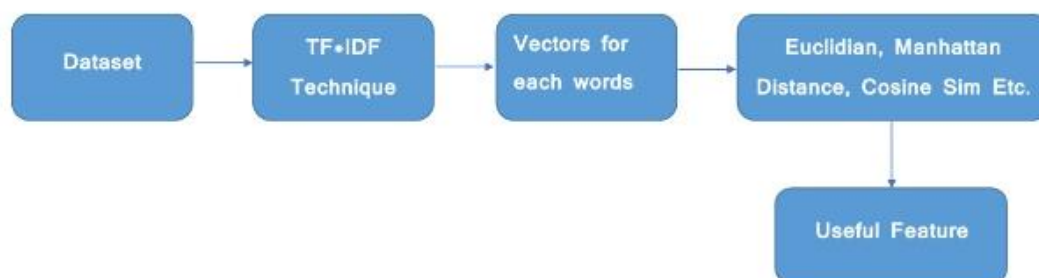 Dataset
TF*IDF
Technique
Vectors for
each words
Euclidian, Manhattan
Distance, Cosine Sim Etc.
Useful Feature